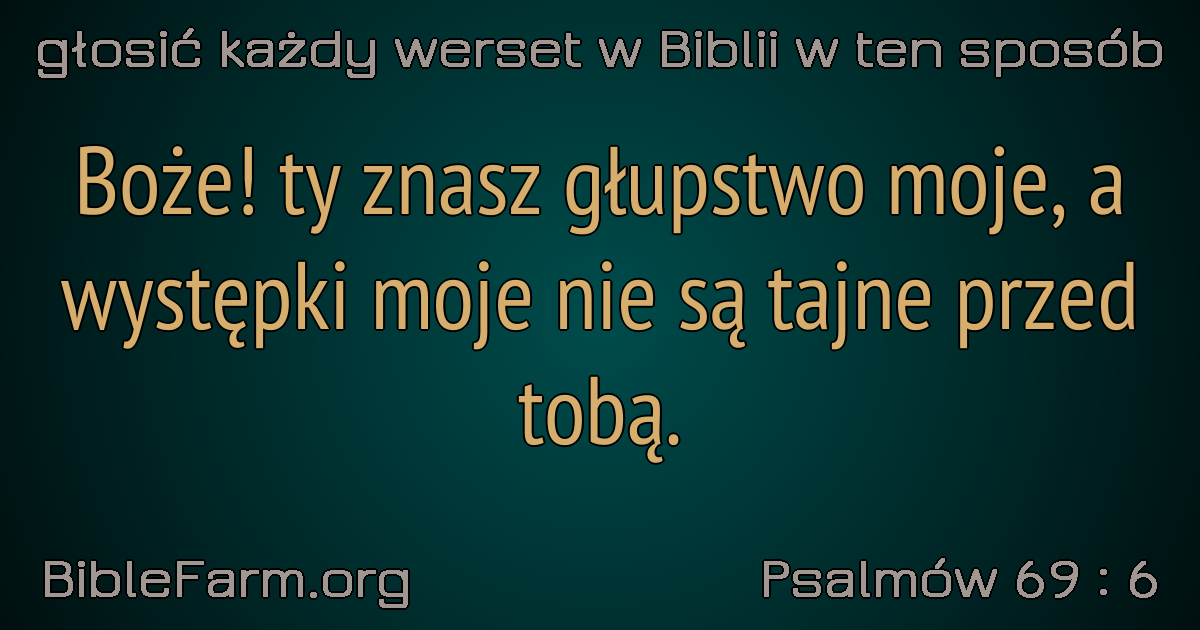 głosić każdy werset w Biblii w ten sposób
Boże! ty znasz głupstwo moje, a
występki moje nie są tajne przed
tobą.
BibleFarm.org
Psalmów 69 : 6